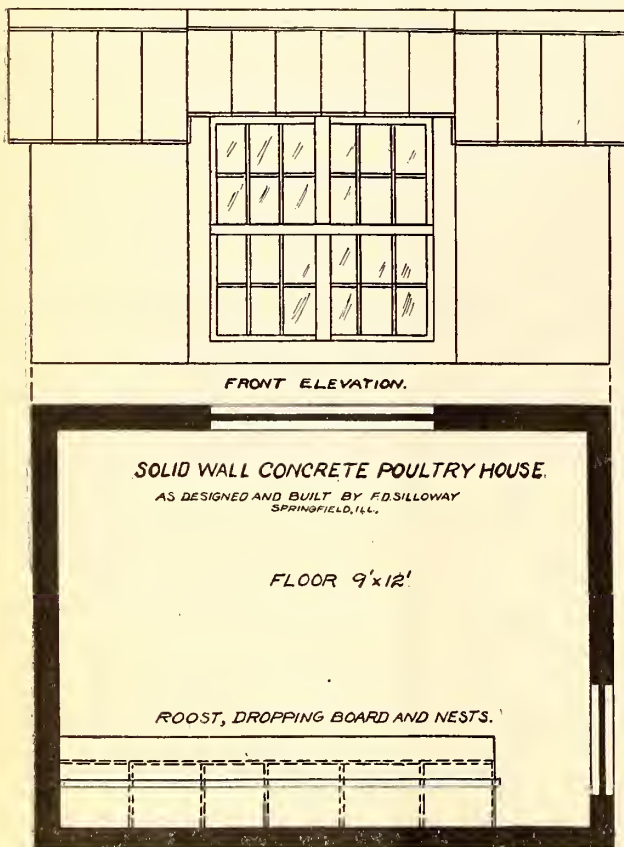 FRONT ELEVATION.
SOLID WALL CONCRETE POULTRY HOUSE.
AS DESIGNED AND BUILT BY F.D. SILLOWAY
SPRINGFIELD, ILL.
FLOOR 9'x12'
ROOST, DROPPING BOARD AND NESTS.